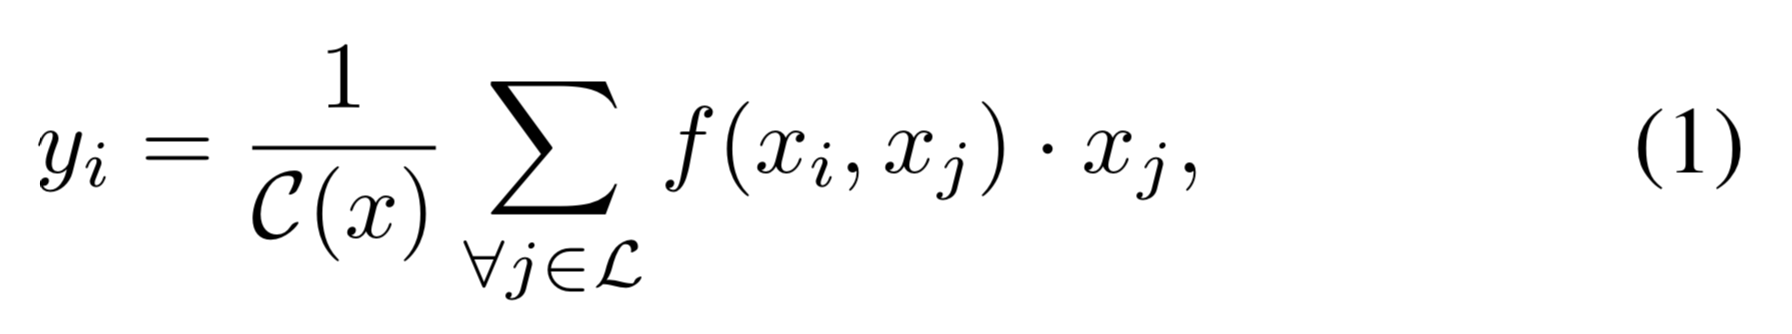 y_i = \frac{1}{\mathcal{C}(x)} \sum_{\forall j \in \mathcal{L}} f(x_i, x_j) \cdot x_j, (1)